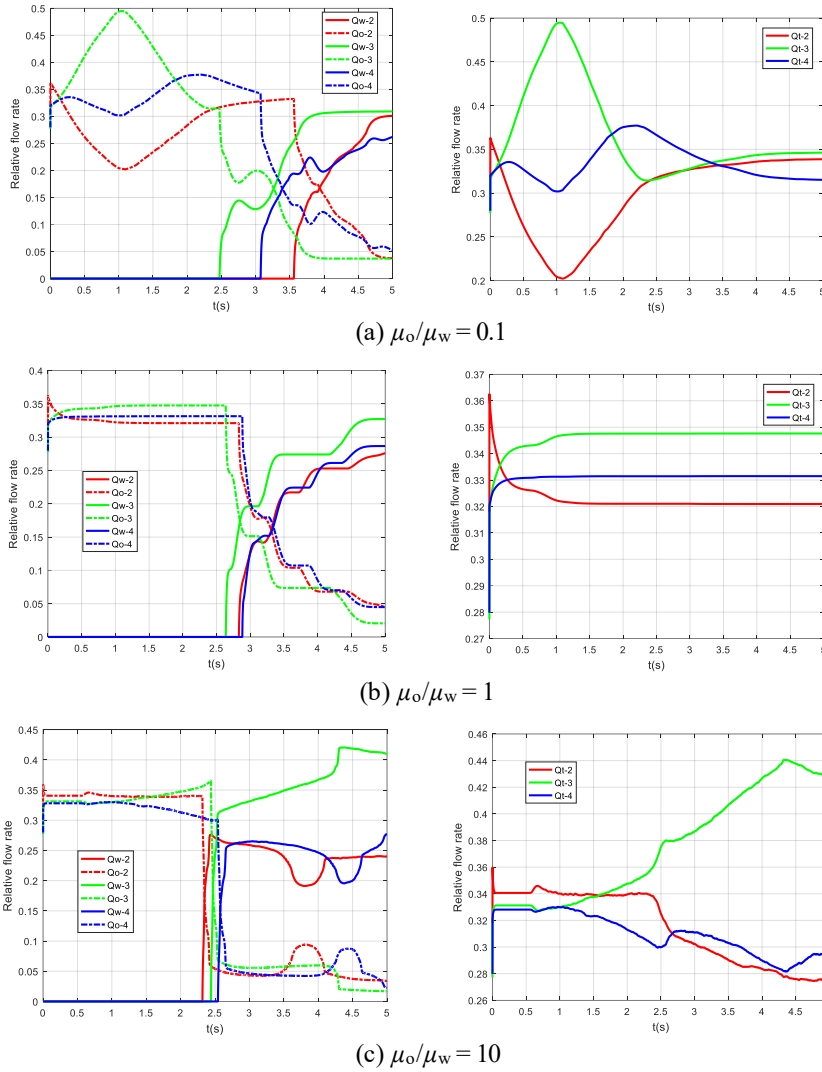 0.5
0.45
0.4
0.35
0.3
0.25
0.2
0.15
0.1
0.05
0
0 0.5 1 1.5 2 2.5 3 3.5 4 4.5 5
t(s)
Relative flow rate
Qw-2
Qo-2
Qw-3
Qo-3
Qw-4
Qo-4
0.5
0.45
0.4
0.35
0.3
0.25
0.2
0 0.5 1 1.5 2 2.5 3 3.5 4 4.5 5
t(s)
Relative flow rate
Qt-2
Qt-3
Qt-4
(a) μo/μw = 0.1
0.4
0.35
0.3
0.25
0.2
0.15
0.1
0.05
0
0 0.5 1 1.5 2 2.5 3 3.5 4 4.5 5
t(s)
Relative flow rate
Qw-2
Qo-2
Qw-3
Qo-3
Qw-4
Qo-4
0.37
0.36
0.35
0.34
0.33
0.32
0.31
0.3
0.29
0.28
0.27
0 0.5 1 1.5 2 2.5 3 3.5 4 4.5 5
t(s)
Relative flow rate
Qt-2
Qt-3
Qt-4
(b) μo/μw = 1
0.45
0.4
0.35
0.3
0.25
0.2
0.15
0.1
0.05
0
0 0.5 1 1.5 2 2.5 3 3.5 4 4.5 5
t(s)
Relative flow rate
Qw-2
Qo-2
Qw-3
Qo-3
Qw-4
Qo-4
0.46
0.44
0.42
0.4
0.38
0.36
0.34
0.32
0.3
0.28
0.26
0 0.5 1 1.5 2 2.5 3 3.5 4 4.5 5
t(s)
Relative flow rate
Qt-2
Qt-3
Qt-4
(c) μo/μw = 10